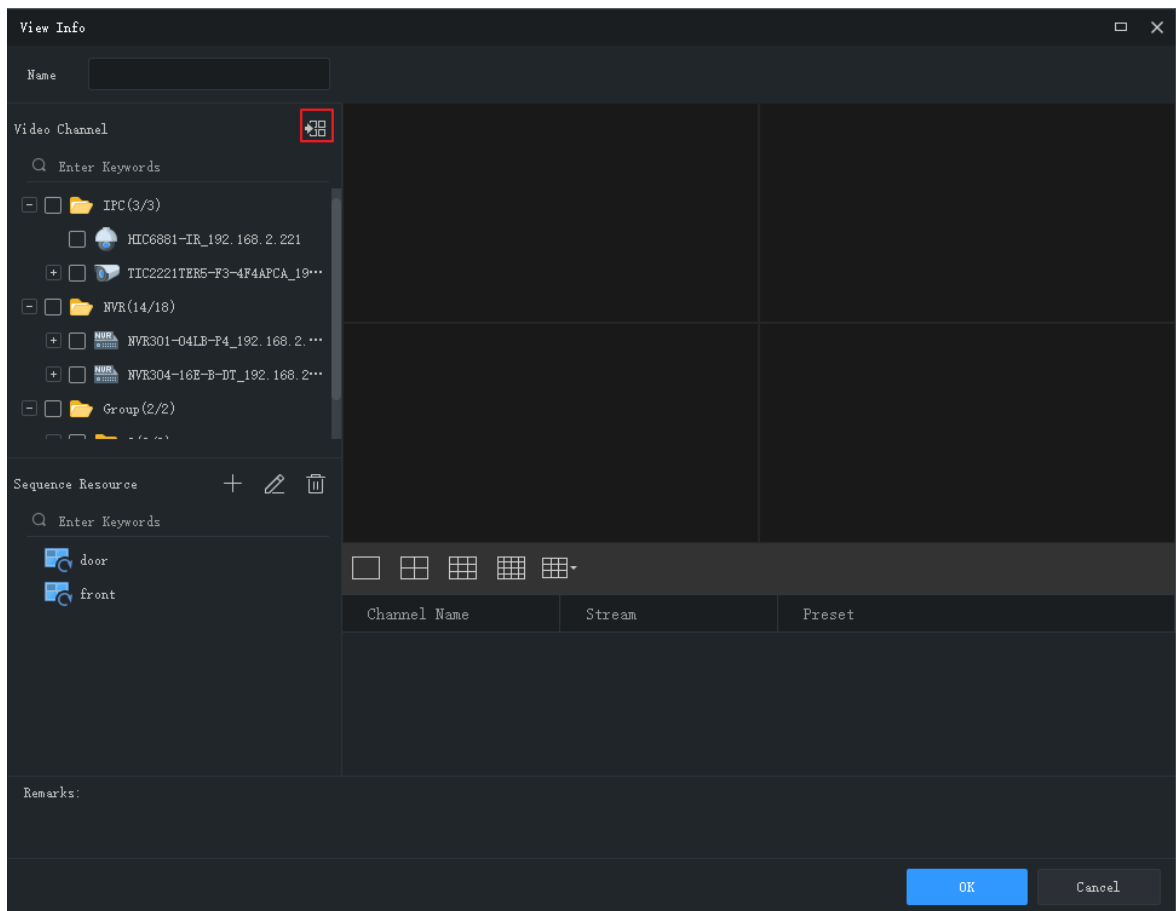 View Info
Name
Video Channel
Enter Keywords
IPC(3/3)
HIC6881-IR_192.168.2.221
TIC2221TER5-F3-4F4APCA_19···
NVR(14/18)
NVR301-04LB-P4_192.168.2.···
NVR304-16E-B-DT_192.168.2···
Group(2/2)
Sequence Resource
Enter Keywords
door
front
Channel Name Stream Preset
Remarks:
OK Cancel